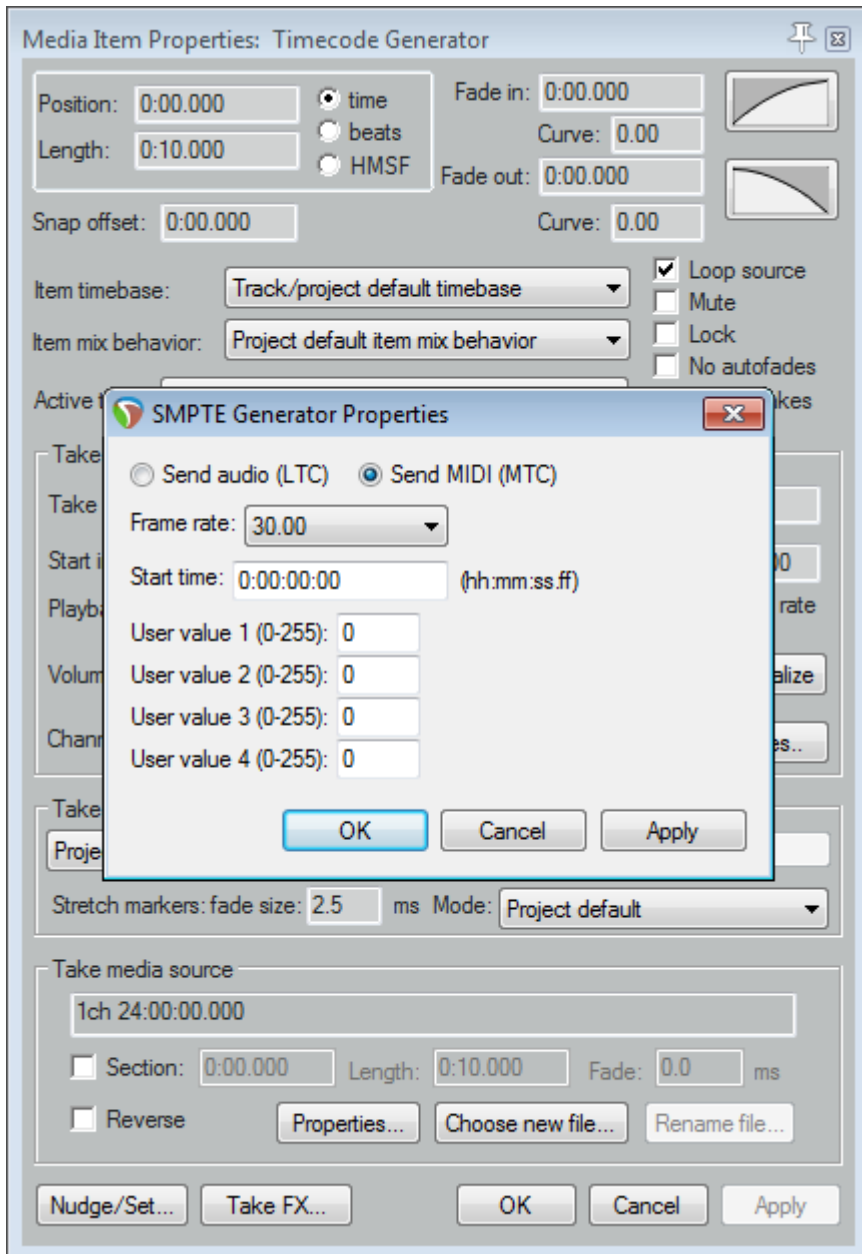 Media Item Properties: Timecode Generator
Position: 0:00.000
time
beats
HMSF
Length: 0:10.000
Fade in: 0:00.000
Curve: 0.00
Fade out: 0:00.000
Curve: 0.00
Snap offset: 0:00.000
Item timebase: Track/project default timebase
Loop source
Mute
Item mix behavior: Project default item mix behavior
Lock
No autofades
Active
SMPTE Generator Properties
Send audio (LTC) Send MIDI (MTC)
Frame rate: 30.00
Start time: 0:00:00:00 (hh:mm:ss.ff)
User value 1 (0-255): 0
User value 2 (0-255): 0
User value 3 (0-255): 0
User value 4 (0-255): 0
OK Cancel Apply
Take
Take
Start
rate
Take
Stretch markers: fade size: 2.5 ms Mode: Project default
Take media source
1ch 24:00:00.000
Section: 0:00.000 Length: 0:10.000 Fade: 0.0 ms
Reverse Properties... Choose new file... Rename file...
Nudge/Set... Take FX... OK Cancel Apply